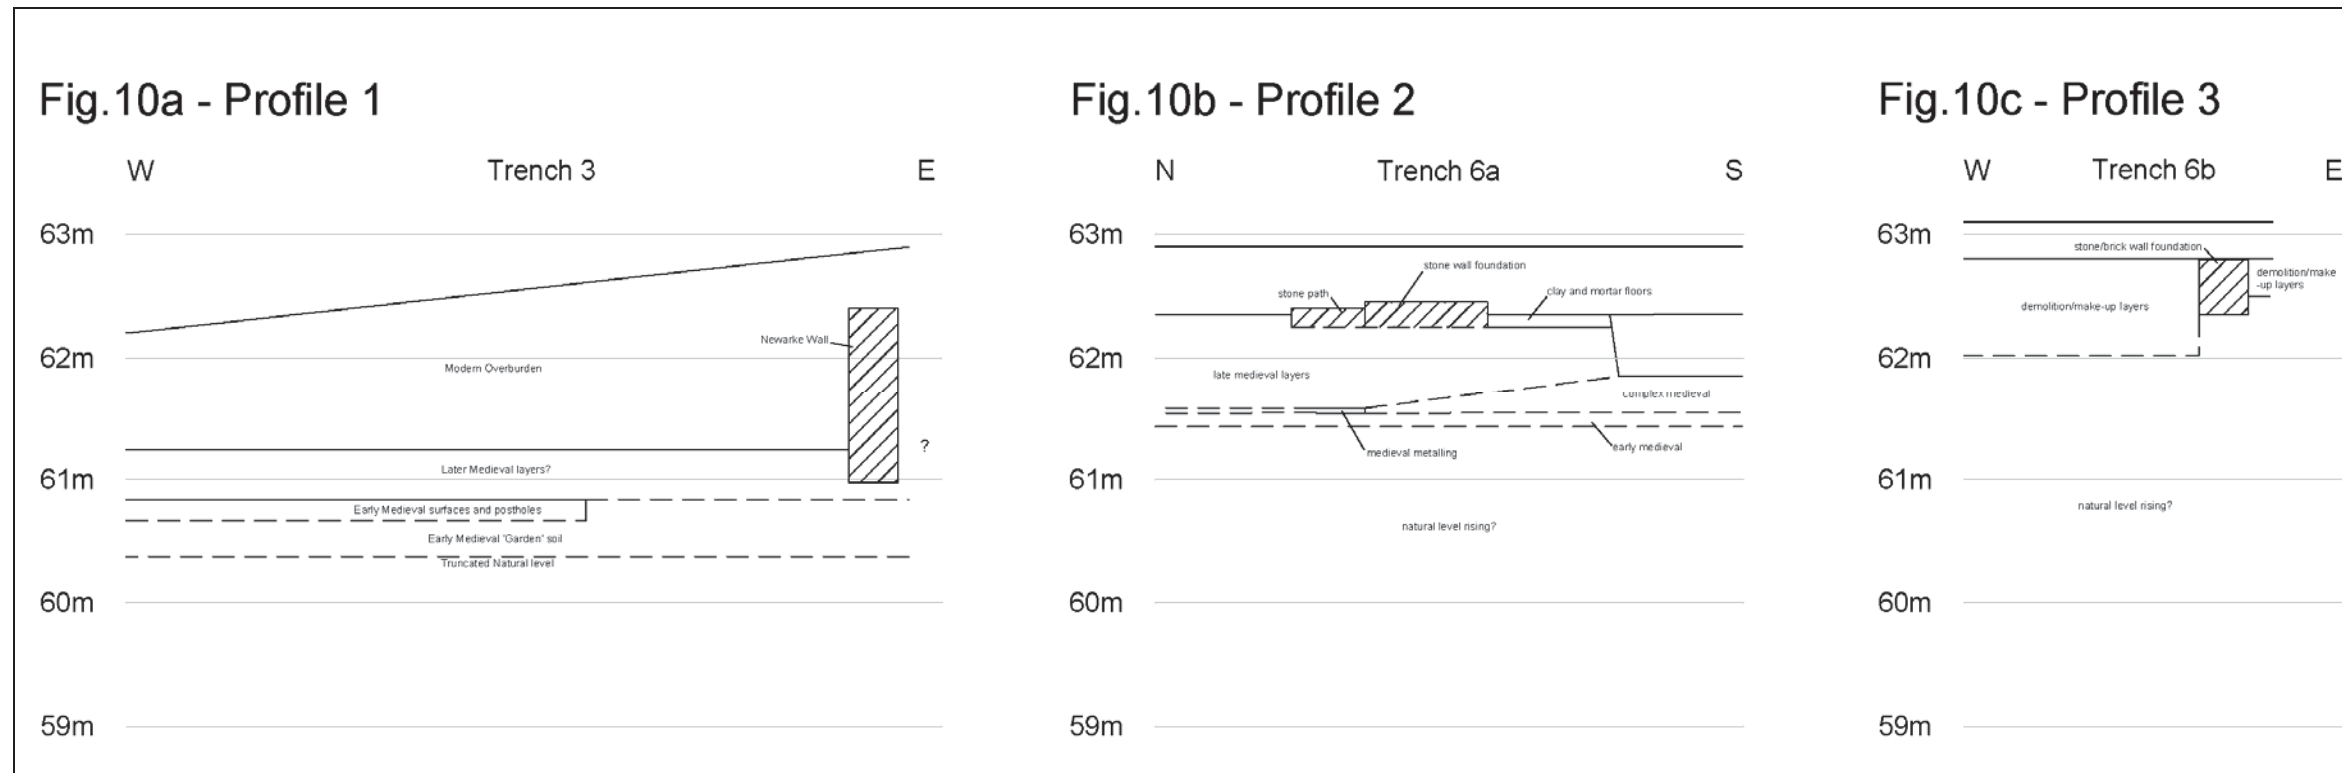 Fig.10a - Profile 1
W Trench 3 E
63m
62m
61m
60m
59m
Newarke Wall
Modern Overburden
?
Later Medieval layers?
Early Medieval surfaces and postholes
Early Medieval 'Garden' soil
Truncated Natural level
Fig.10b - Profile 2
N Trench 6a S
63m
62m
61m
60m
59m
stone wall foundation
stone path
clay and mortar floors
late medieval layers
complex medieval
medieval metalling
early medieval
natural level rising?
Fig.10c - Profile 3
W Trench 6b E
63m
62m
61m
60m
59m
stone/brick wall foundation
demolition/make
-up layers
demolition/make-up layers
natural level rising?